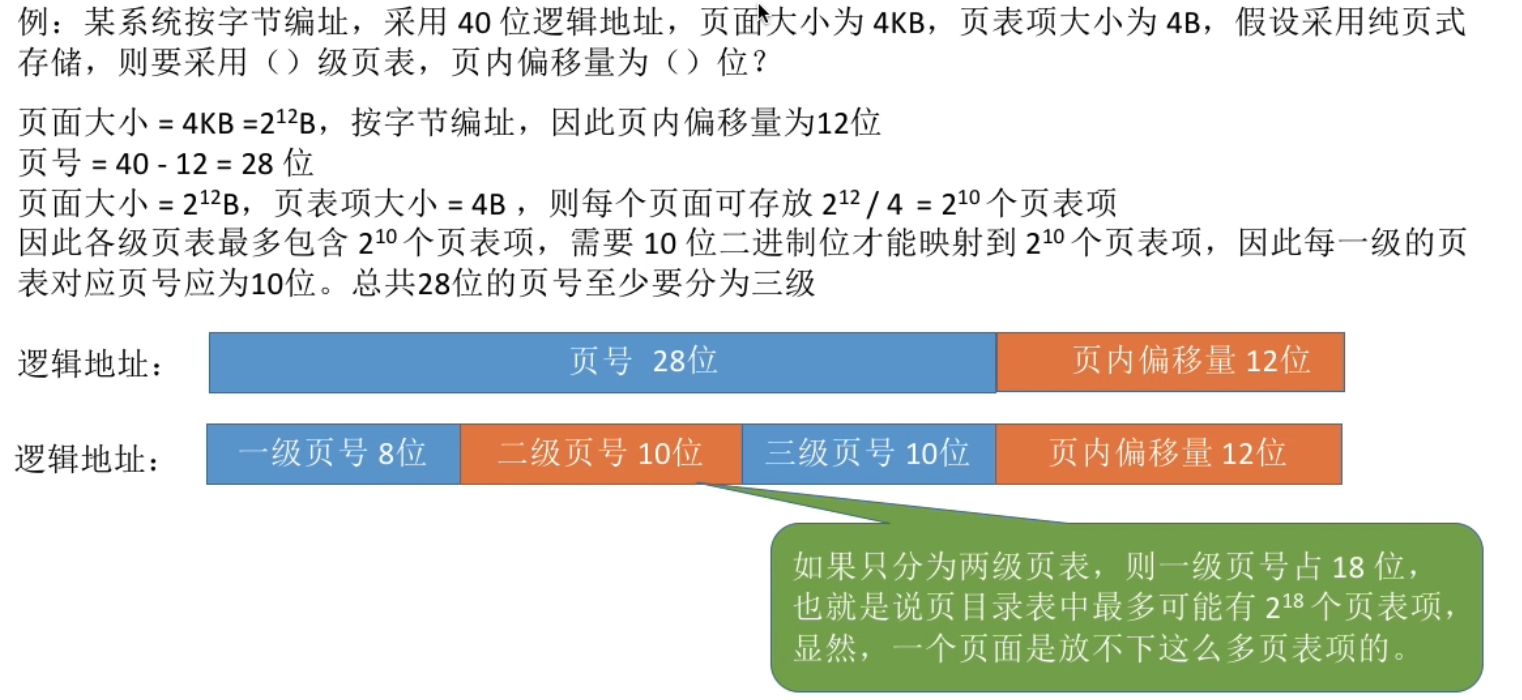 例：某系统按字节编址，采用 40 位逻辑地址，页面大小为 4KB，页表项大小为 4B，假设采用纯页式
存储，则要采用（）级页表，页内偏移量为（）位？
页面大小 = 4KB =2¹²B，按字节编址，因此页内偏移量为12位
页号 = 40 - 12 = 28 位
页面大小 = 2¹²B，页表项大小 = 4B ，则每个页面可存放 2¹² / 4 = 2¹⁰ 个页表项
因此各级页表最多包含 2¹⁰ 个页表项，需要 10 位二进制位才能映射到 2¹⁰ 个页表项，因此每一级的页
表对应页号应为10位。总共28位的页号至少要分为三级
逻辑地址： 页号 28位 页内偏移量 12位
逻辑地址： 一级页号 8位 二级页号 10位 三级页号 10位 页内偏移量 12位
如果只分为两级页表，则一级页号占 18 位，
也就是说页目录表中最多可能有 2¹⁸ 个页表项，
显然，一个页面是放不下这么多页表项的。